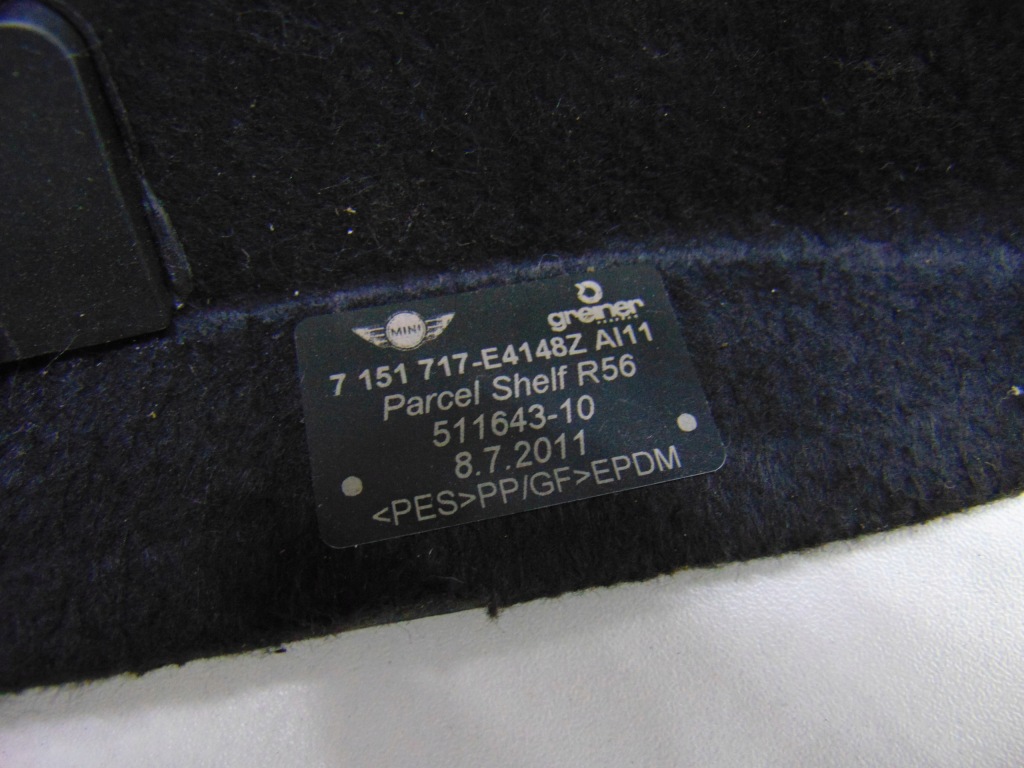 MINI
greiner
7 151 717-E4148Z AI11
Parcel Shelf R56
511643-10
8.7.2011
<PES>PP/GF>EPDM